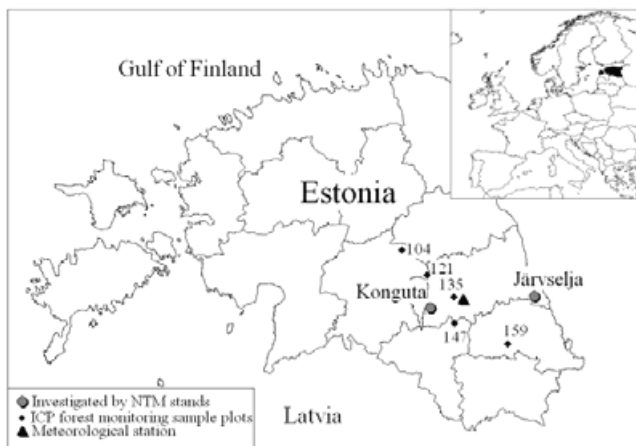 Gulf of Finland
Estonia
104
121
135
Järvselja
Konguta
147
159
Investigated by NTM stands
ICP forest monitoring sample plots
Meteorological station
Latvia